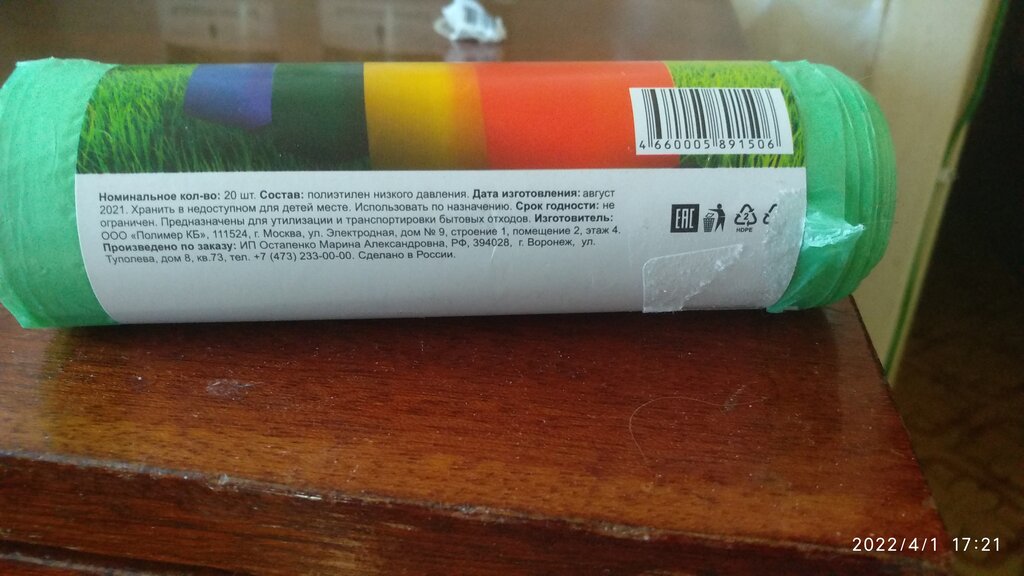 4 660005 891506
Номинальное кол-во: 20 шт. Состав: полиэтилен низкого давления. Дата изготовления: август
2021. Хранить в недоступном для детей месте. Использовать по назначению. Срок годности: не
ограничен. Предназначены для утилизации и транспортировки бытовых отходов. Изготовитель:
ООО «Полимер КБ», 111524, г. Москва, ул. Электродная, дом № 9, строение 1, помещение 2, этаж 4.
Произведено по заказу: ИП Остапенко Марина Александровна, РФ, 394028, г. Воронеж, ул.
Туполева, дом 8, кв.73, тел. +7 (473) 233-00-00. Сделано в России.
EAC
2
HDPE
2022/4/1 17:21